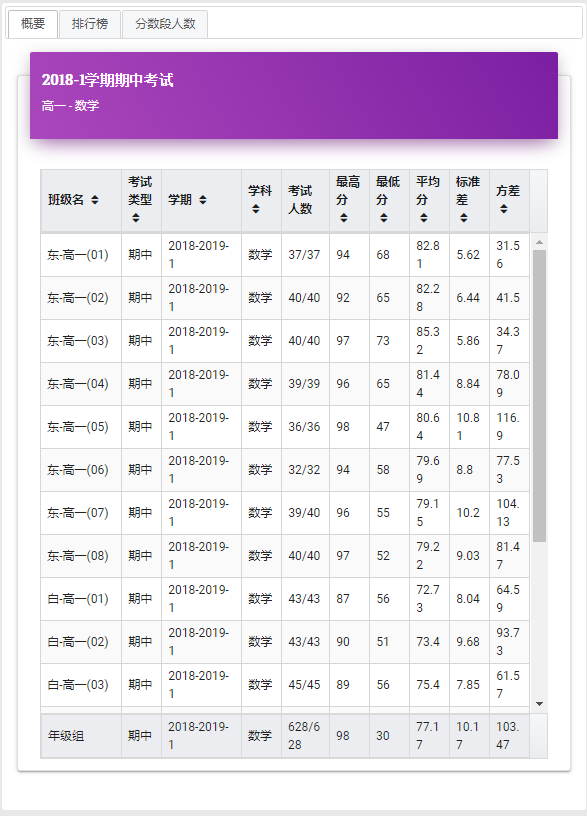 概要 排行榜 分数段人数
2018-1学期期中考试
高一 - 数学
班级名 考试类型 学期 学科 考试人数 最高分 最低分 平均分 标准差 方差
东-高一(01) 期中 2018-2019-1 数学 37/37 94 68 82.81 5.62 31.56
东-高一(02) 期中 2018-2019-1 数学 40/40 92 65 82.28 6.44 41.5
东-高一(03) 期中 2018-2019-1 数学 40/40 97 73 85.32 5.86 34.37
东-高一(04) 期中 2018-2019-1 数学 39/39 96 65 81.44 8.84 78.09
东-高一(05) 期中 2018-2019-1 数学 36/36 98 47 80.64 10.81 116.9
东-高一(06) 期中 2018-2019-1 数学 32/32 94 58 79.69 8.8 77.53
东-高一(07) 期中 2018-2019-1 数学 39/40 96 55 79.15 10.2 104.13
东-高一(08) 期中 2018-2019-1 数学 40/40 97 52 79.22 9.03 81.47
白-高一(01) 期中 2018-2019-1 数学 43/43 87 56 72.73 8.04 64.59
白-高一(02) 期中 2018-2019-1 数学 43/43 90 51 73.4 9.68 93.73
白-高一(03) 期中 2018-2019-1 数学 45/45 89 56 75.4 7.85 61.57
年级组 期中 2018-2019-1 数学 628/628 98 30 77.17 10.17 103.47